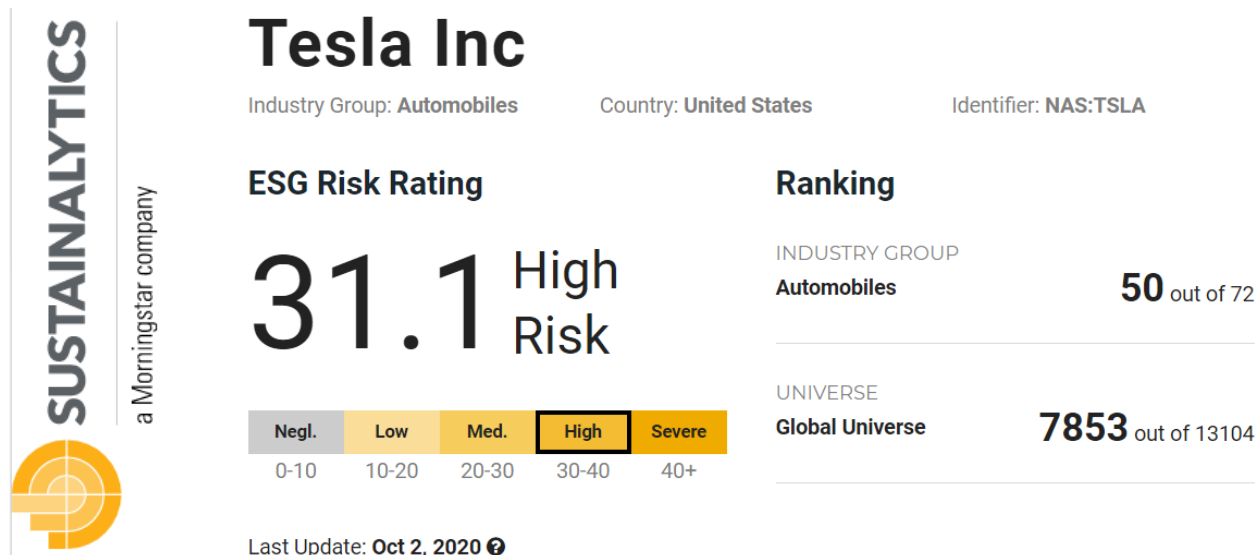 SUSTAINALYTICS
a Morningstar company
Tesla Inc
Industry Group: Automobiles Country: United States Identifier: NAS:TSLA
ESG Risk Rating
31.1 High
Risk
Negl. Low Med. High Severe
0-10 10-20 20-30 30-40 40+
Last Update: Oct 2, 2020 ?
Ranking
INDUSTRY GROUP
Automobiles 50 out of 72
UNIVERSE
Global Universe 7853 out of 13104